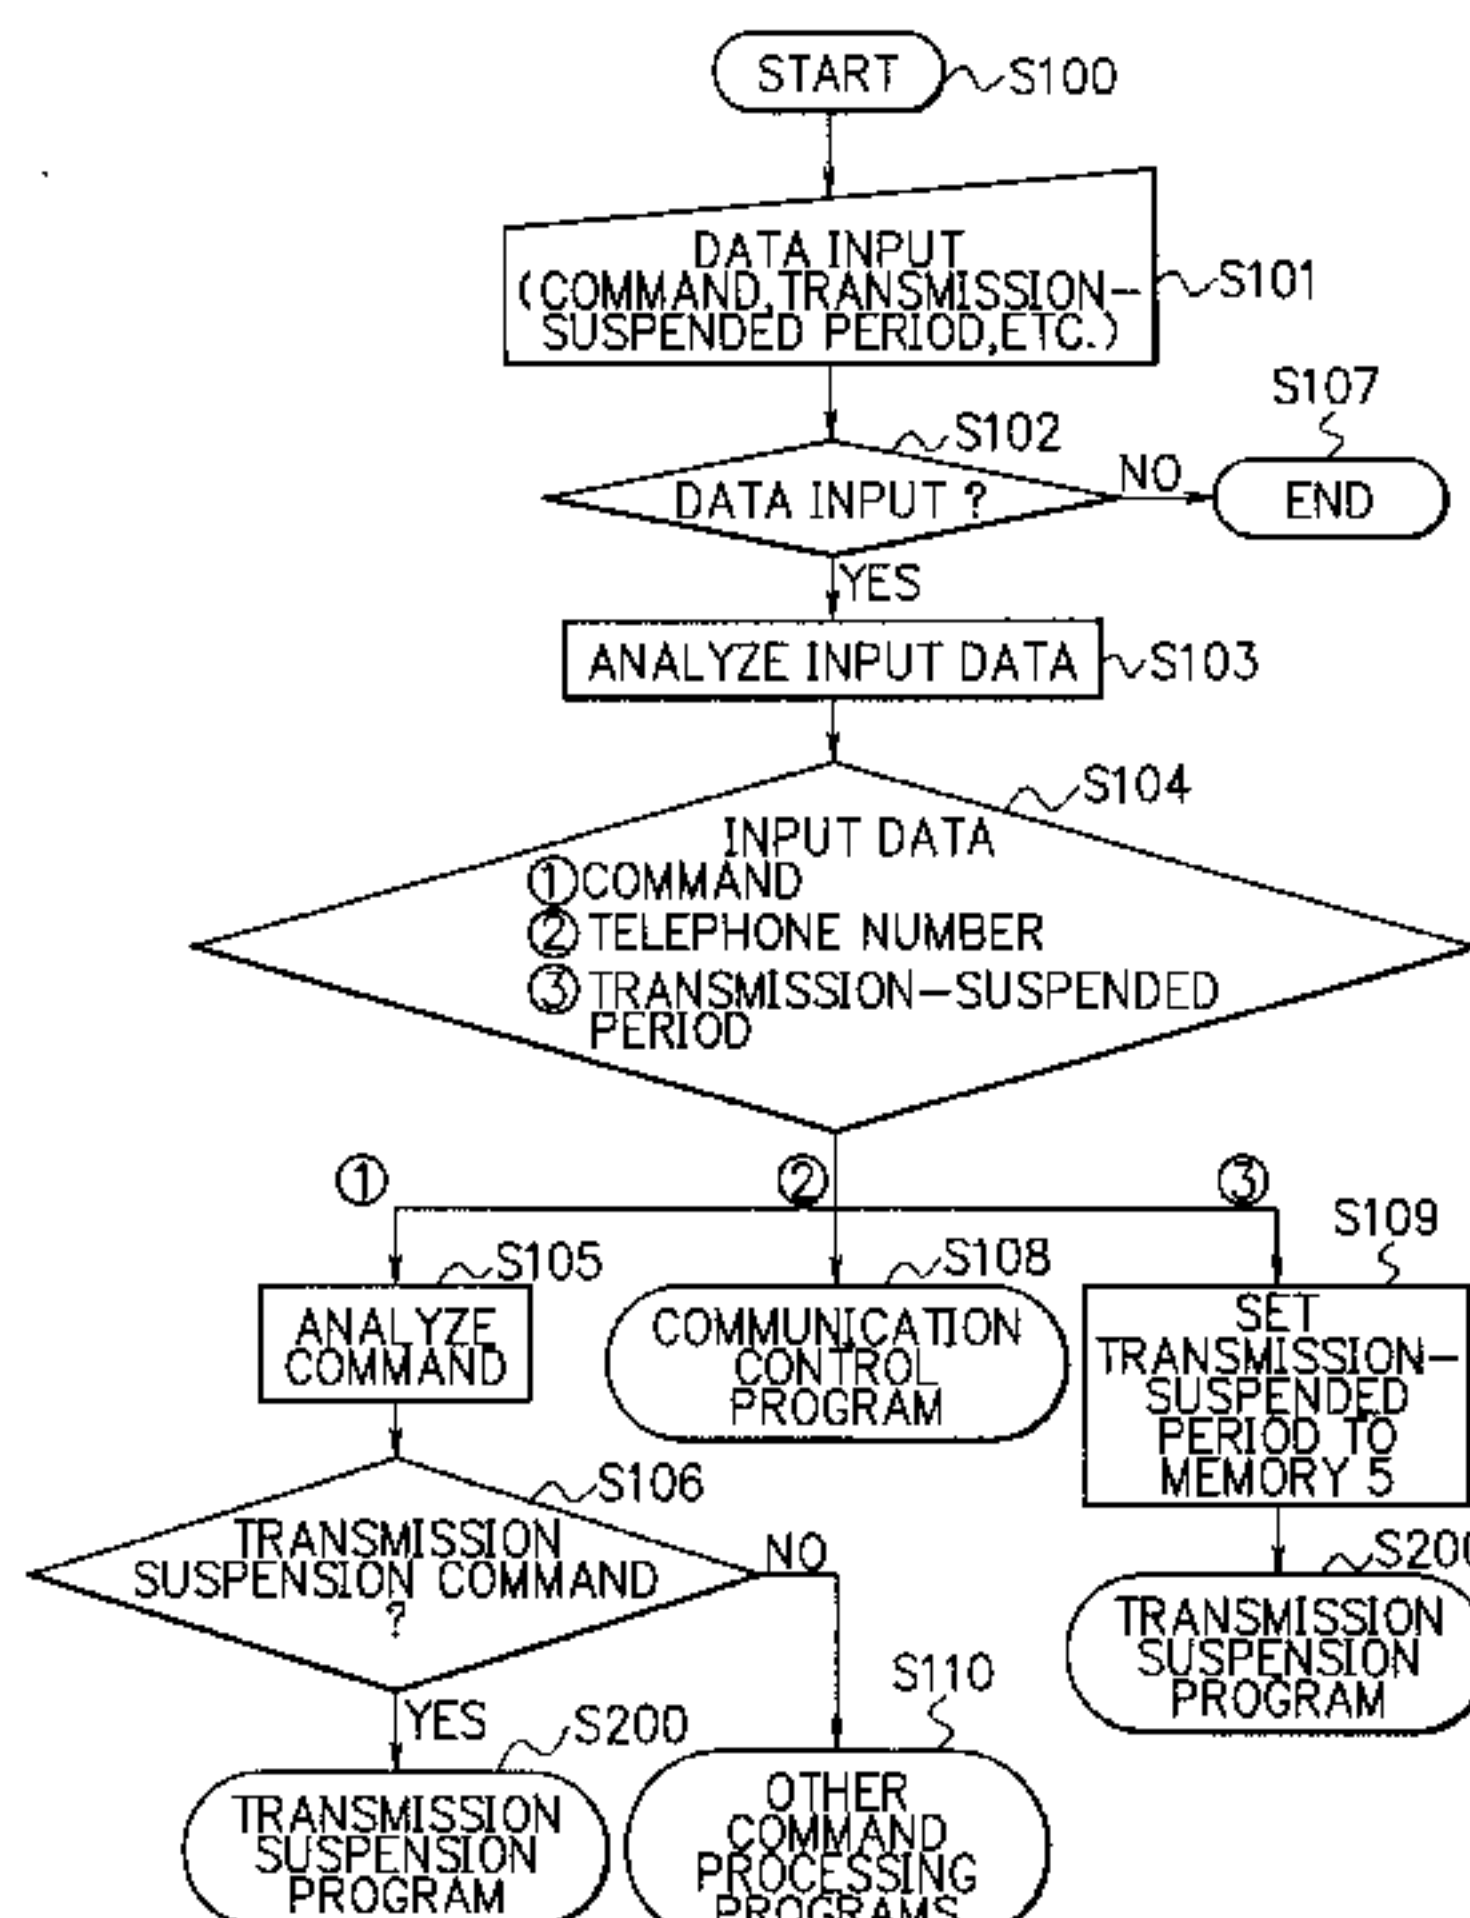 START
S100
DATA INPUT
(COMMAND,TRANSMISSION-
SUSPENDED PERIOD,ETC.)
S101
S102
DATA INPUT ?
NO
S107
END
YES
ANALYZE INPUT DATA
S103
S104
INPUT DATA
①COMMAND
②TELEPHONE NUMBER
③TRANSMISSION-SUSPENDED
PERIOD
①
②
③
S105
ANALYZE
COMMAND
S108
COMMUNICATION
CONTROL
PROGRAM
S109
SET
TRANSMISSION-
SUSPENDED
PERIOD TO
MEMORY 5
S106
TRANSMISSION
SUSPENSION COMMAND
?
NO
YES
S200
TRANSMISSION
SUSPENSION
PROGRAM
S200
TRANSMISSION
SUSPENSION
PROGRAM
S110
OTHER
COMMAND
PROCESSING
PROGRAMS